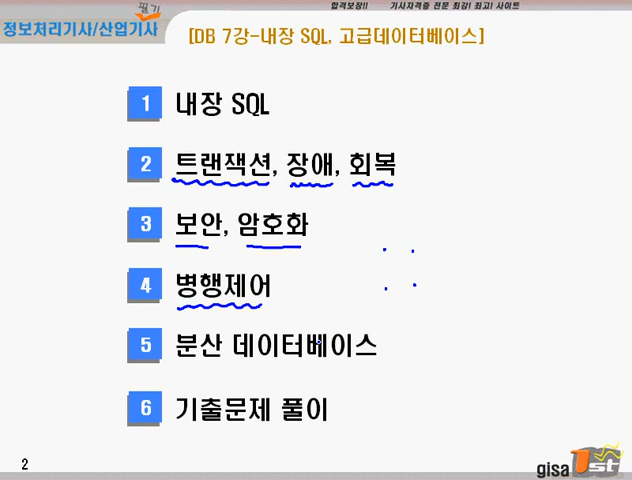 필기
합격보장!! 기사자격증 전문 최강! 최고! 사이트
정보처리기사/산업기사
[DB 7강-내장 SQL, 고급데이터베이스]
1 내장 SQL
2 트랜잭션, 장애, 회복
3 보안, 암호화
4 병행제어
5 분산 데이터베이스
6 기출문제 풀이
2
gisa 1st